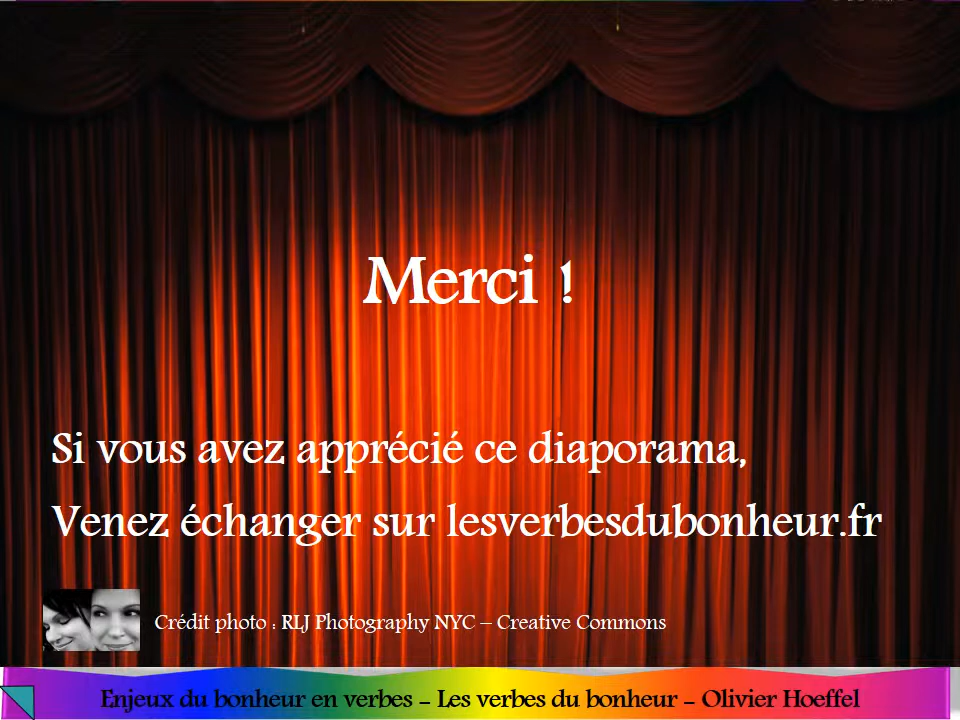 Merci !
Si vous avez apprécié ce diaporama,
Venez échanger sur lesverbesdubonheur.fr
Crédit photo : RLJ Photography NYC – Creative Commons
Enjeux du bonheur en verbes - Les verbes du bonheur - Olivier Hoeffel